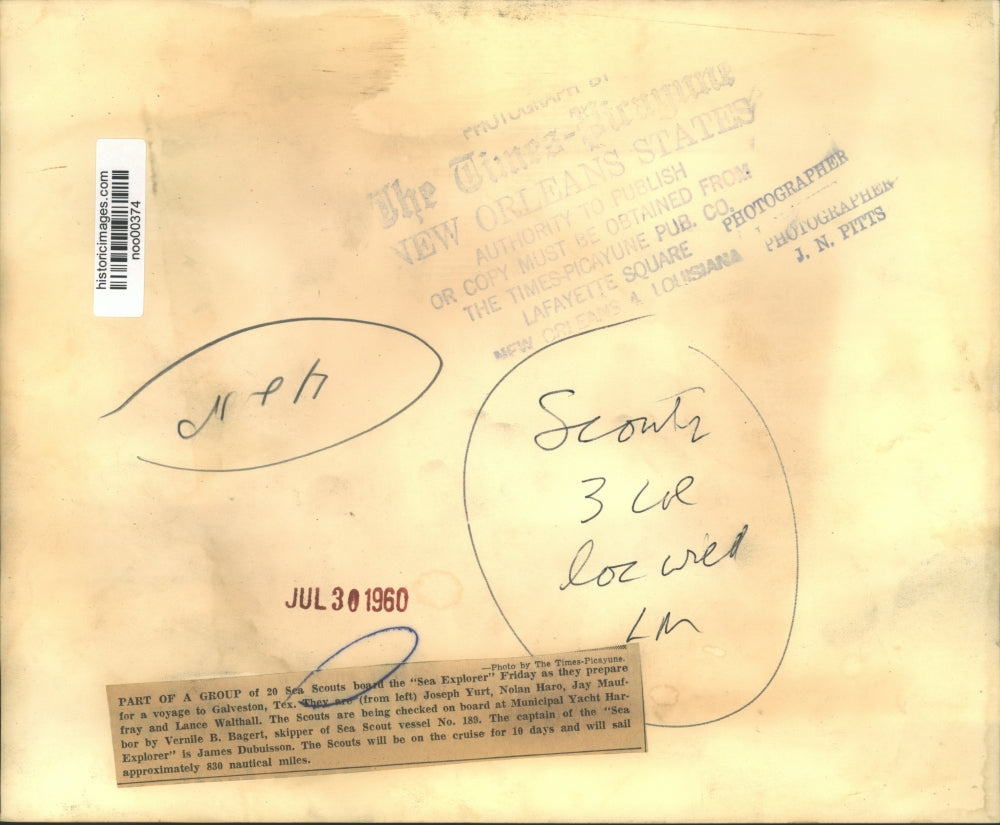 PHOTOGRAPH BY
The Times-Picayune
NEW ORLEANS STATES
AUTHORITY TO PUBLISH
OR COPY MUST BE OBTAINED FROM
THE TIMES-PICAYUNE PUB. CO.
LAFAYETTE SQUARE
NEW ORLEANS 4 LOUISIANA
PHOTOGRAPHER
PHOTOGRAPHER
J. N. PITTS
historicimages.com
noo00374
Scouts
3 col
loc
LM
JUL 30 1960
—Photo by The Times-Picayune.
PART OF A GROUP of 20 Sea Scouts board the "Sea Explorer" Friday as they prepare
for a voyage to Galveston, Tex. They are (from left) Joseph Yurt, Nolan Haro, Jay Mauf-
fray and Lance Walthall. The Scouts are being checked on board at Municipal Yacht Har-
bor by Vernile B. Bagert, skipper of Sea Scout vessel No. 189. The captain of the "Sea
Explorer" is James Dubuisson. The Scouts will be on the cruise for 10 days and will sail
approximately 830 nautical miles.